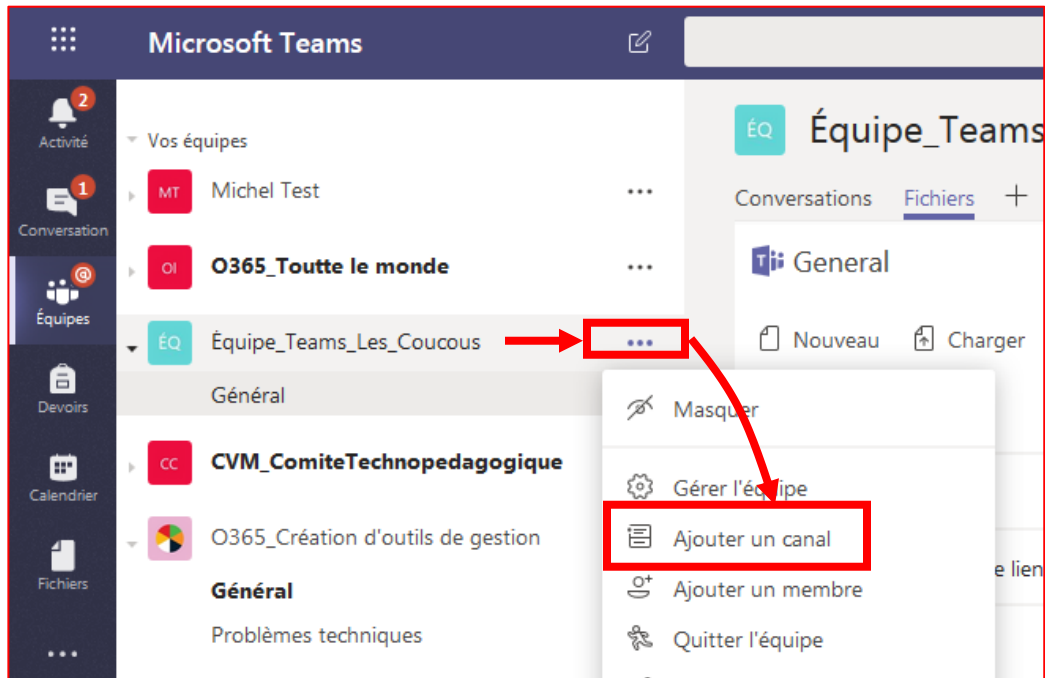 Microsoft Teams
2
Activité
1
Conversation
@
Équipes
Devoirs
Calendrier
Fichiers
Vos équipes
MT Michel Test
OI O365_Toutte le monde
ÉQ Équipe_Teams_Les_Coucous
Général
CC CVM_ComiteTechnopedagogique
O365_Création d'outils de gestion
Général
Problèmes techniques
Masquer
Gérer l'équipe
Ajouter un canal
Ajouter un membre
Quitter l'équipe
ÉQ Équipe_Teams
Conversations Fichiers +
General
Nouveau Charger
e lien